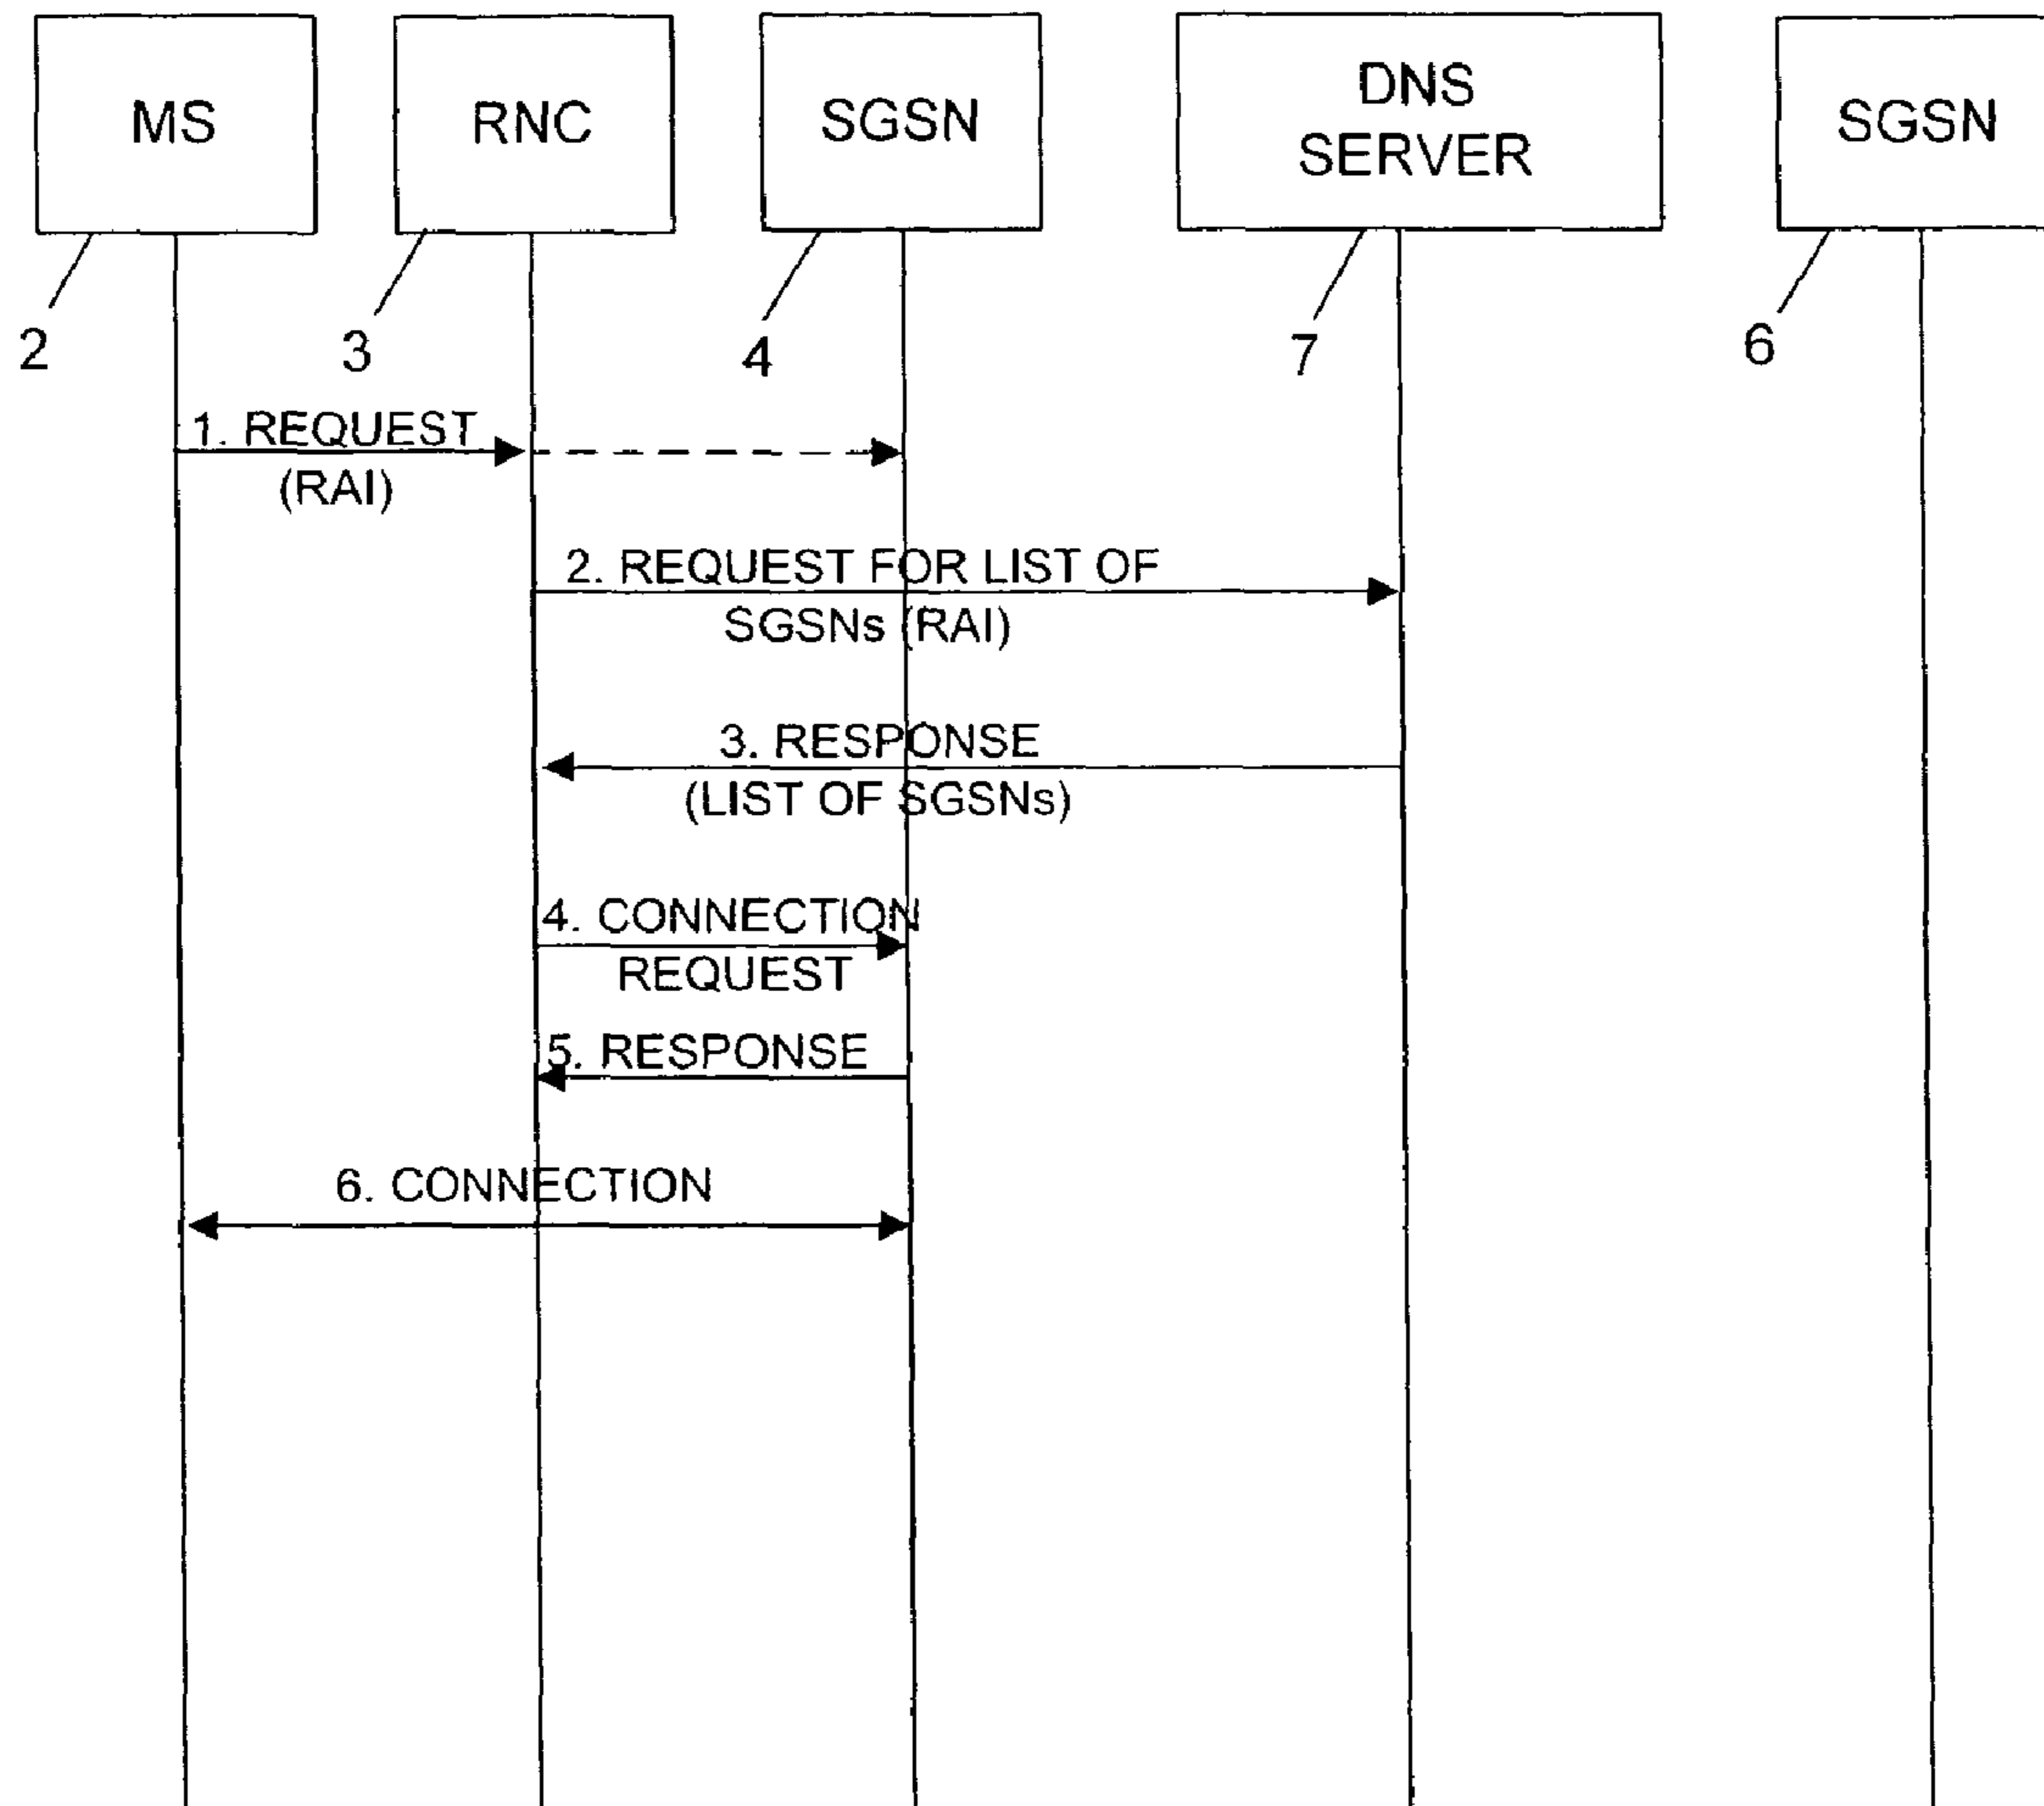 MS
RNC
SGSN
DNS
SERVER
SGSN
2
3
4
7
6
1. REQUEST
(RAI)
2. REQUEST FOR LIST OF
SGSNs (RAI)
3. RESPONSE
(LIST OF SGSNs)
4. CONNECTION
REQUEST
5. RESPONSE
6. CONNECTION